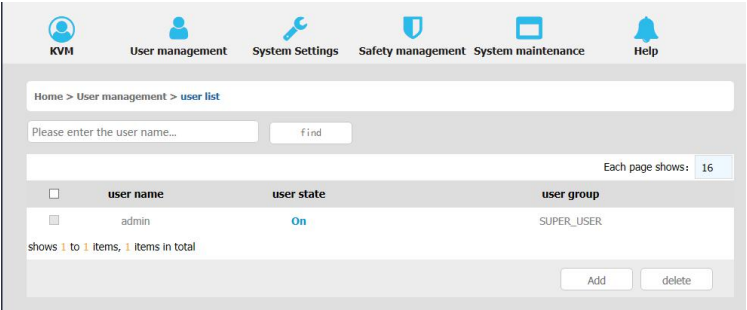 KVM User management System Settings Safety management System maintenance Help
Home > User management > user list
Please enter the user name... find
Each page shows: 16
user name user state user group
admin On SUPER_USER
shows 1 to 1 items, 1 items in total
Add delete